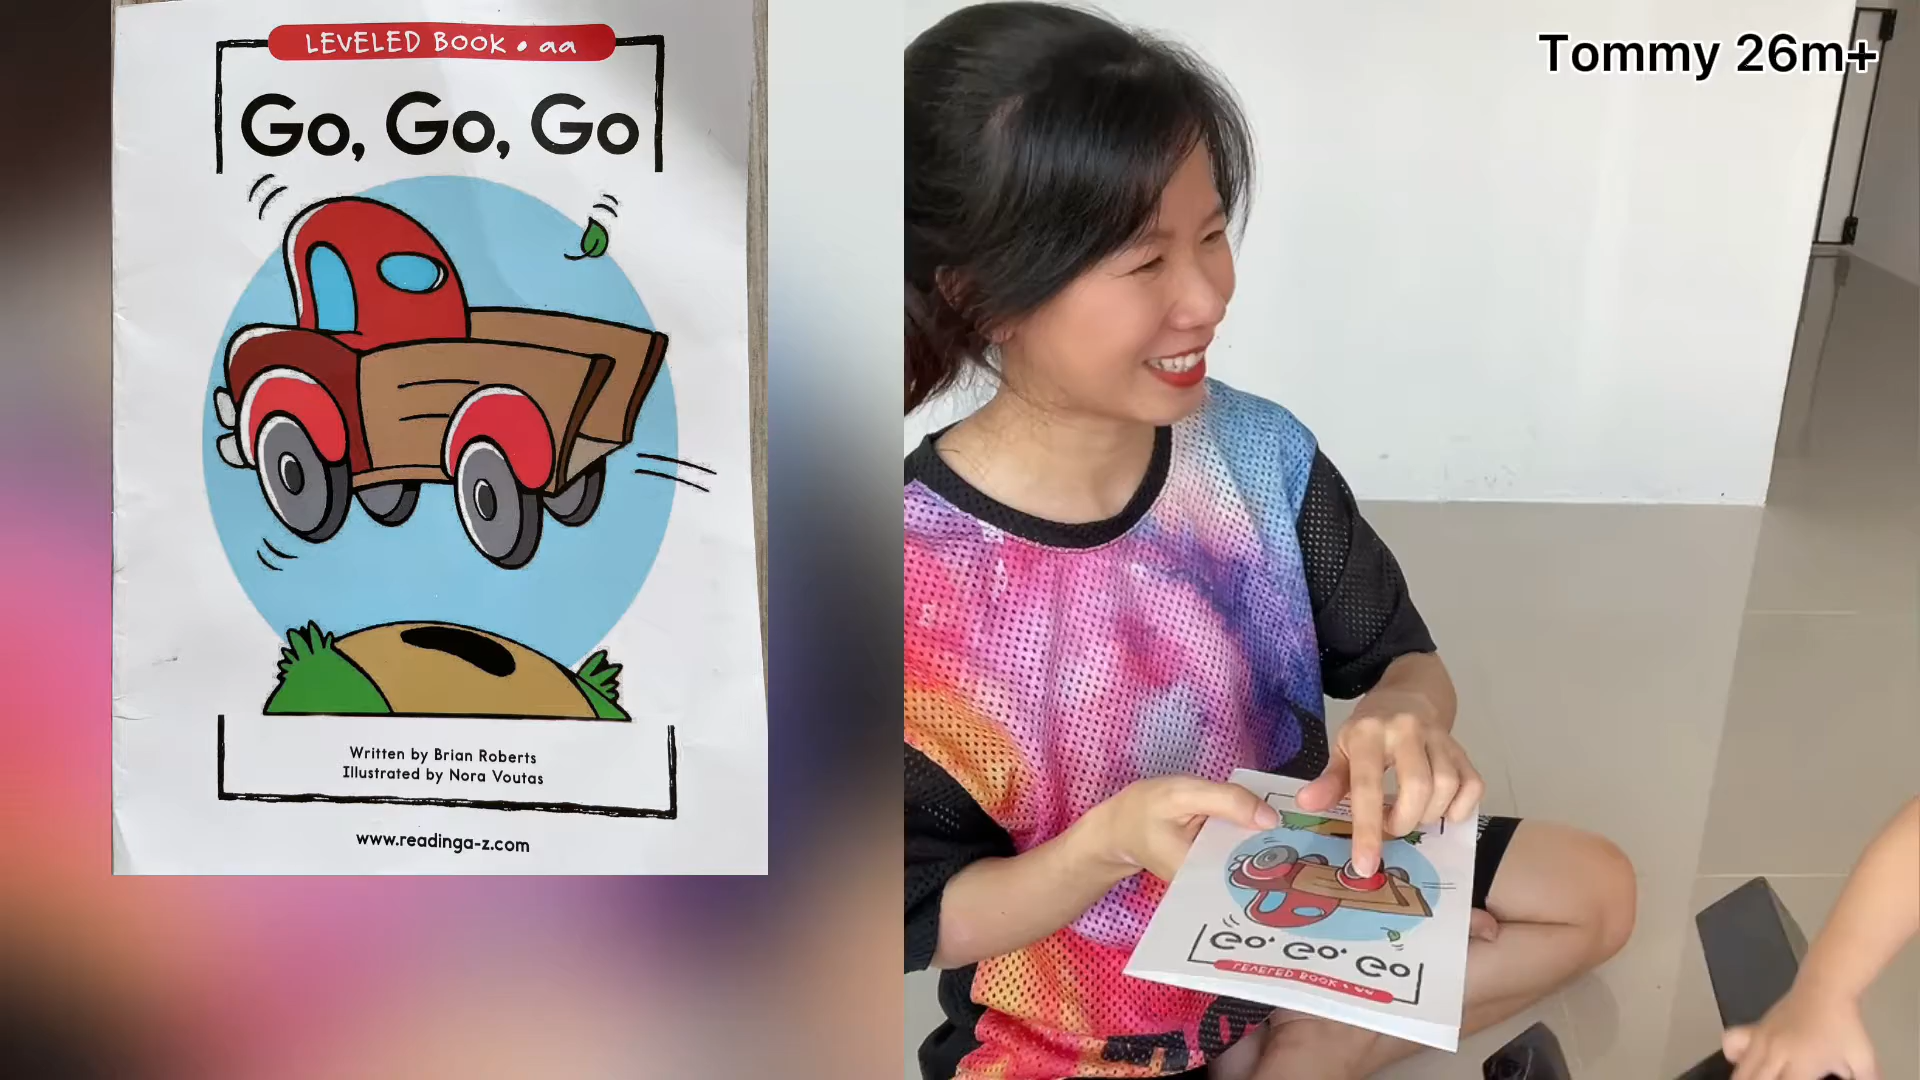 LEVELED BOOK • aa
Go, Go, Go
Written by Brian Roberts
Illustrated by Nora Voutas
www.readinga-z.com
Tommy 26m+
Go, Go, Go
LEVELED BOOK • aa